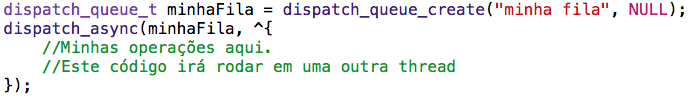 dispatch_queue_t minhaFila = dispatch_queue_create("minha fila", NULL);
dispatch_async(minhaFila, ^{
    //Minhas operações aqui.
    //Este código irá rodar em uma outra thread
});